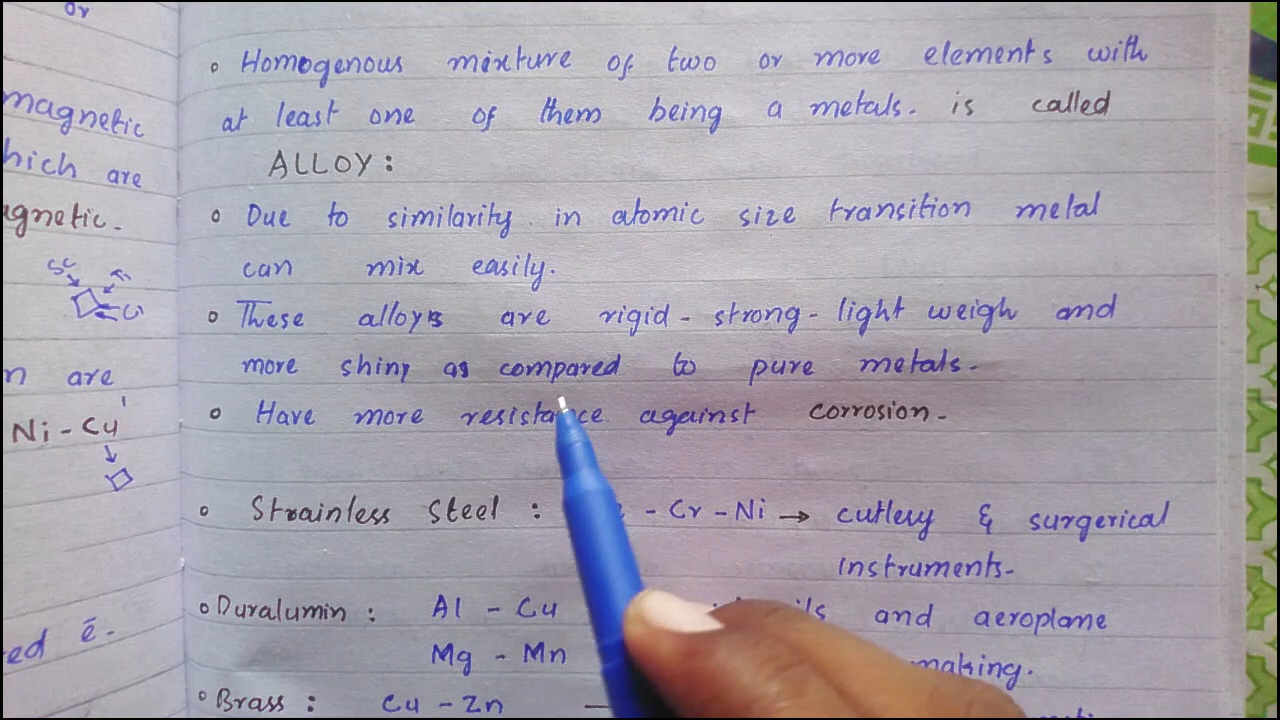 or
magnetic
hich are
gnetic.
n are
Ni - Cu
ed ē.
Homogenous mixture of two or more elements with
at least one of them being a metals. is called
ALLOY:
Due to similarity in atomic size transition metal
can mix easily.
These alloys are rigid - strong - light weigh and
more shiny as compared to pure metals.
Have more resistance against corrosion.
Strainless steel : - Cr - Ni → cutlery & surgerical
instruments.
Duralumin : Al - Cu and aeroplane
Mg - Mn making.
Brass : Cu - Zn